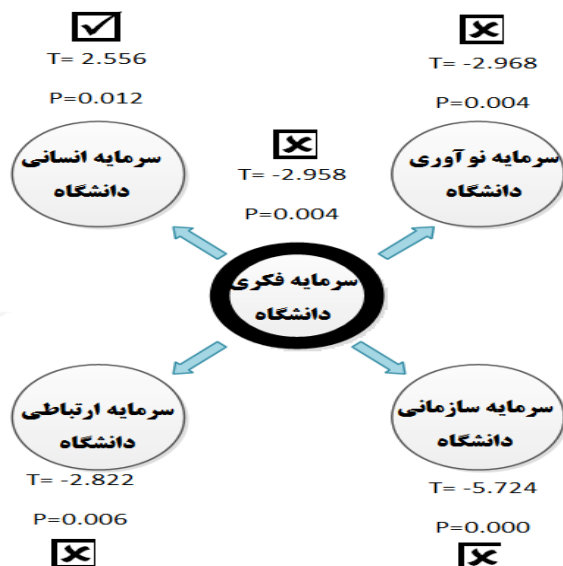 T= 2.556
P=0.012
سرمایه انسانی
دانشگاه
T= -2.968
P=0.004
سرمایه نوآوری
دانشگاه
T= -2.958
P=0.004
سرمایه فکری
دانشگاه
سرمایه ارتباطی
دانشگاه
T= -2.822
P=0.006
سرمایه سازمانی
دانشگاه
T= -5.724
P=0.000